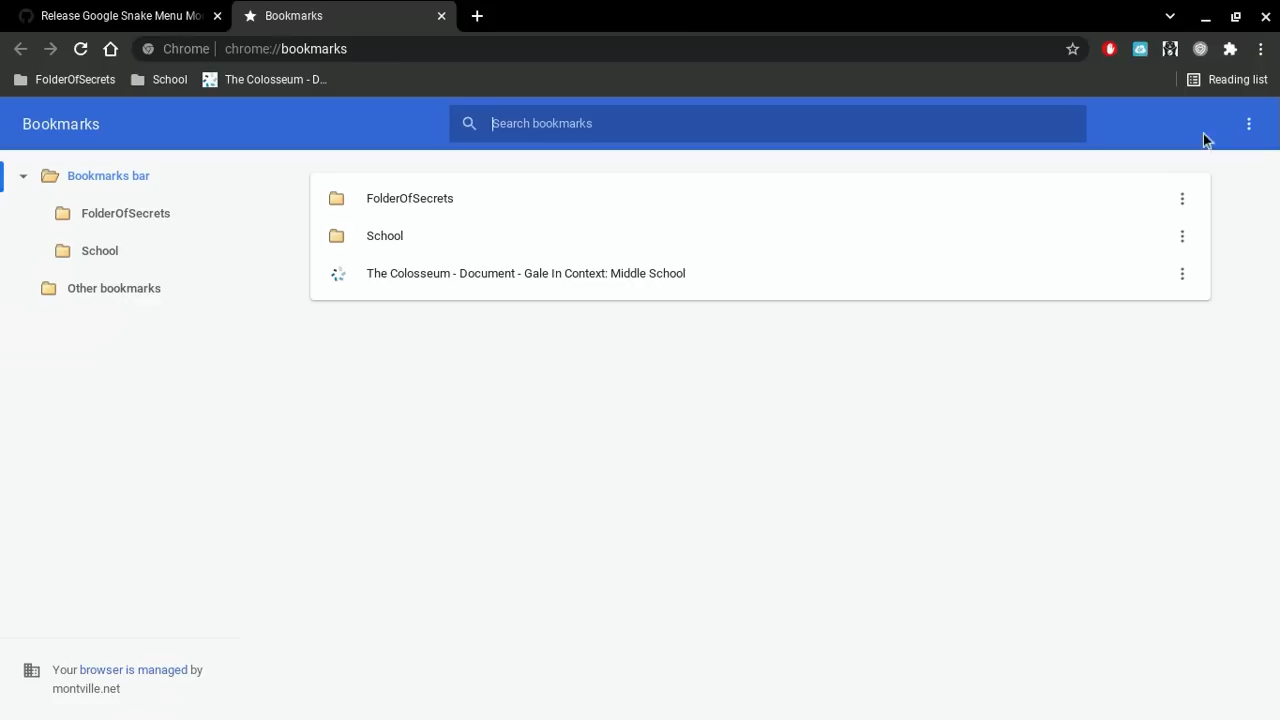 Release Google Snake Menu Mo
Bookmarks
Chrome
chrome://bookmarks
FolderOfSecrets
School
The Colosseum - D...
Reading list
Bookmarks
Search bookmarks
Bookmarks bar
FolderOfSecrets
School
Other bookmarks
FolderOfSecrets
School
The Colosseum - Document - Gale In Context: Middle School
Your browser is managed by
montville.net